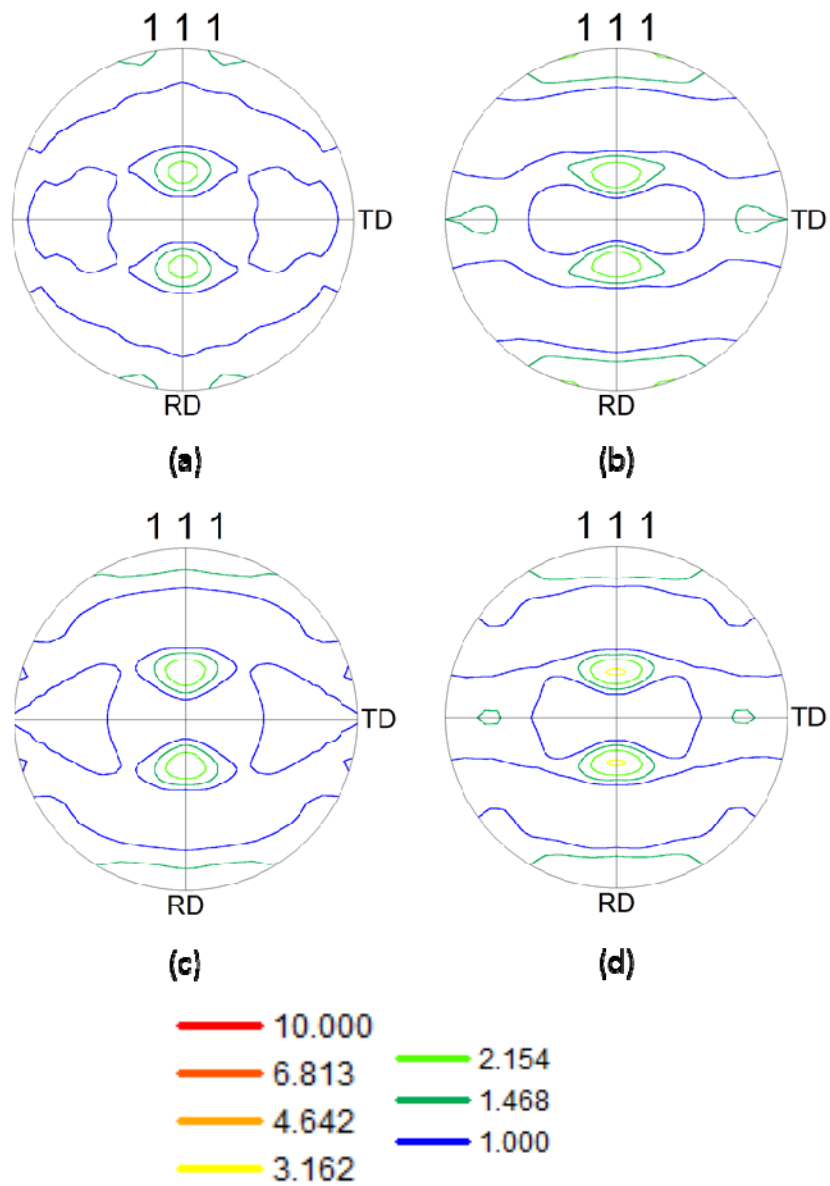 1 1 1
TD
RD
(a)
1 1 1
TD
RD
(b)
1 1 1
TD
RD
(c)
1 1 1
TD
RD
(d)
10.000
6.813
4.642
3.162
2.154
1.468
1.000